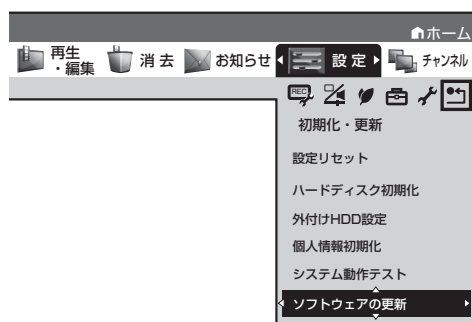 ホーム
再生・編集 消去 お知らせ 設定 チャンネル
REC
初期化・更新
設定リセット
ハードディスク初期化
外付けHDD設定
個人情報初期化
システム動作テスト
ソフトウェアの更新